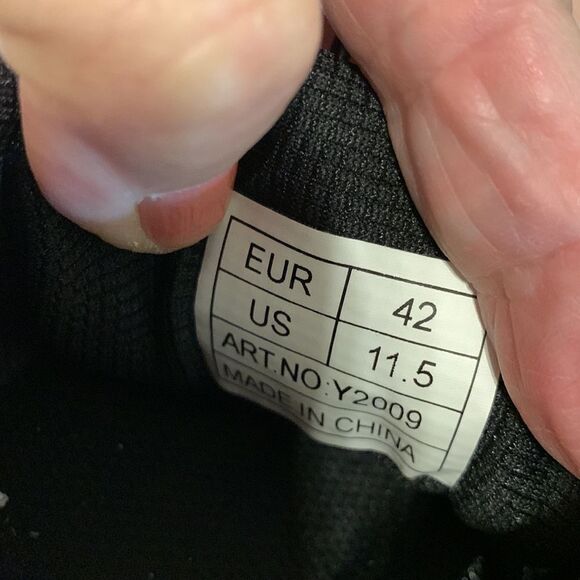 EUR 42
US 11.5
ART.NO:Y2009
MADE IN CHINA